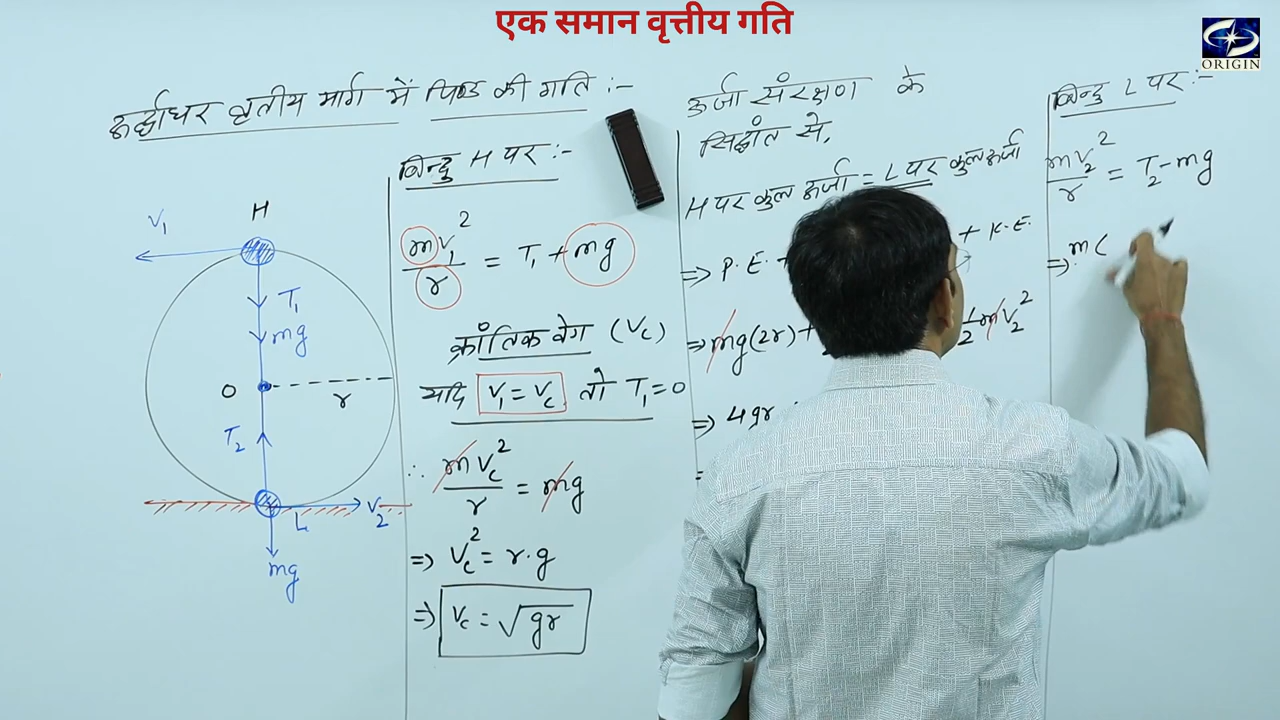 एक समान वृत्तीय गति
ORIGIN
ऊर्ध्वाधर वृत्तीय मार्ग में पिण्ड की गति :-
H
V₁
T₁
mg
O
r
T₂
L
V₂
mg
बिन्दु H पर :-
mV₁²/r = T₁ + mg
क्रांतिक वेग (Vc)
यदि V₁ = Vc तो T₁ = 0
∴ mVc²/r = mg
⇒ Vc² = r.g
⇒ Vc = √gr
ऊर्जा संरक्षण के
सिद्धांत से,
H पर कुल ऊर्जा = L पर कुल ऊर्जा
⇒ P.E. + + K.E.
⇒ mg(2r) + 1/2 mV₂²
⇒ 4gr
बिन्दु L पर :-
mV₂²/r = T₂ - mg
⇒ m(